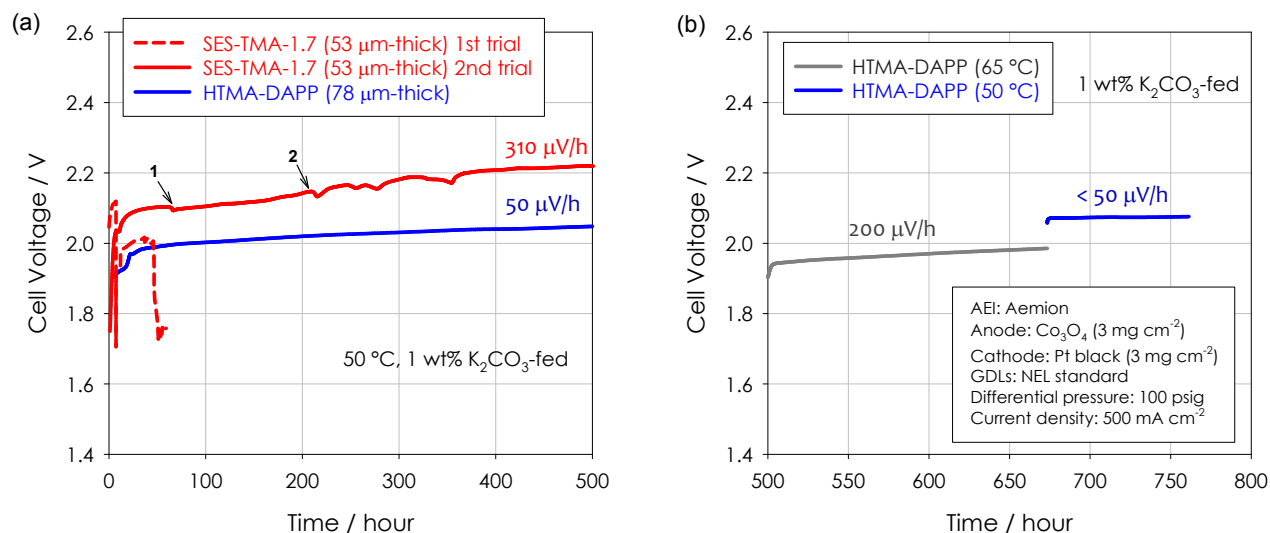 (a)
2.6
2.4
2.2
2.0
1.8
1.6
1.4
Cell Voltage / V
SES-TMA-1.7 (53 μm-thick) 1st trial
SES-TMA-1.7 (53 μm-thick) 2nd trial
HTMA-DAPP (78 μm-thick)
1
2
310 μV/h
50 μV/h
50 °C, 1 wt% K₂CO₃-fed
0 100 200 300 400 500
Time / hour
(b)
2.6
2.4
2.2
2.0
1.8
1.6
1.4
Cell Voltage / V
HTMA-DAPP (65 °C)
HTMA-DAPP (50 °C)
1 wt% K₂CO₃-fed
< 50 μV/h
200 μV/h
AEI: Aemion
Anode: Co₃O₄ (3 mg cm⁻²)
Cathode: Pt black (3 mg cm⁻²)
GDLs: NEL standard
Differential pressure: 100 psig
Current density: 500 mA cm⁻²
500 550 600 650 700 750 800
Time / hour